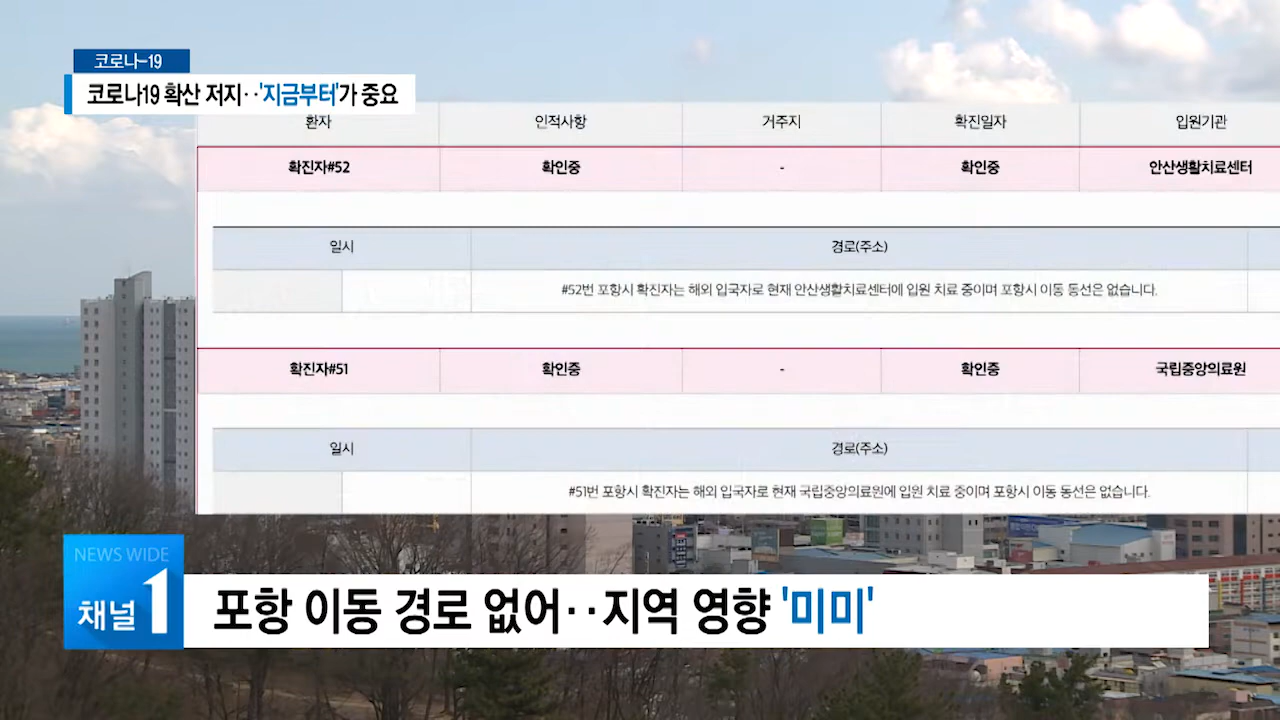 코로나-19
코로나19 확산 저지‥'지금부터'가 중요
환자 인적사항 거주지 확진일자 입원기관
확진자#52 확인중 - 확인중 안산생활치료센터
일시 경로(주소)
#52번 포항시 확진자는 해외 입국자로 현재 안산생활치료센터에 입원 치료 중이며 포항시 이동 동선은 없습니다.
확진자#51 확인중 - 확인중 국립중앙의료원
일시 경로(주소)
#51번 포항시 확진자는 해외 입국자로 현재 국립중앙의료원에 입원 치료 중이며 포항시 이동 동선은 없습니다.
NEWS WIDE
채널1
포항 이동 경로 없어‥지역 영향 '미미'